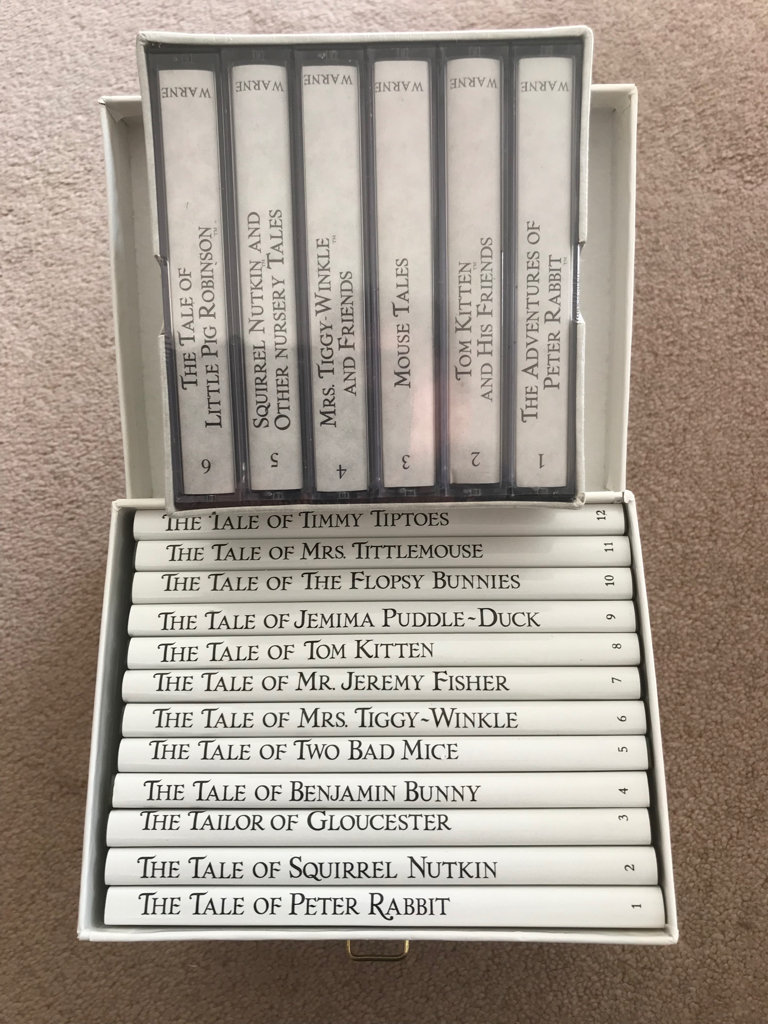 WARNE
THE TALE OF
LITTLE PIG ROBINSON™
6
WARNE
SQUIRREL NUTKIN™ AND
OTHER NURSERY TALES
5
WARNE
MRS. TIGGY-WINKLE™
AND FRIENDS
4
WARNE
MOUSE TALES
3
WARNE
TOM KITTEN™
AND HIS FRIENDS
2
WARNE
THE ADVENTURES OF
PETER RABBIT™
1
THE TALE OF TIMMY TIPTOES 12
THE TALE OF MRS. TITTLEMOUSE 11
THE TALE OF THE FLOPSY BUNNIES 10
THE TALE OF JEMIMA PUDDLE~DUCK 9
THE TALE OF TOM KITTEN 8
THE TALE OF MR. JEREMY FISHER 7
THE TALE OF MRS. TIGGY~WINKLE 6
THE TALE OF TWO BAD MICE 5
THE TALE OF BENJAMIN BUNNY 4
THE TAILOR OF GLOUCESTER 3
THE TALE OF SQUIRREL NUTKIN 2
THE TALE OF PETER RABBIT 1